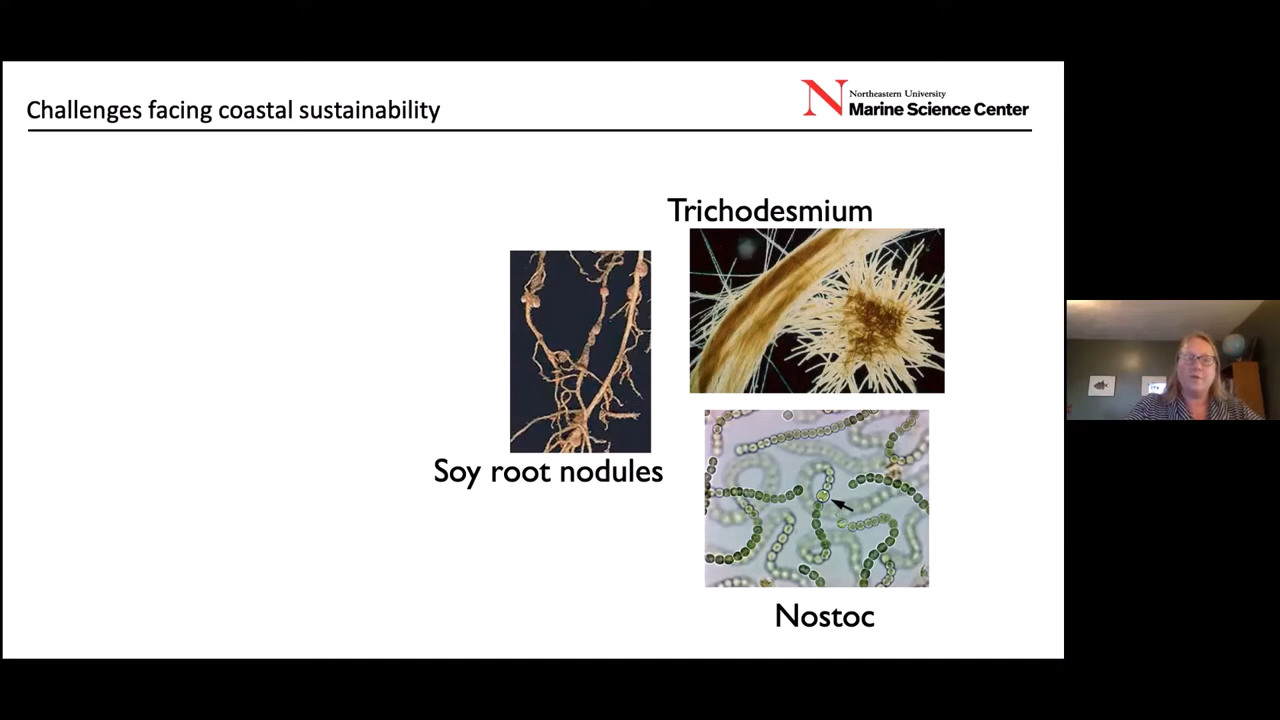 Challenges facing coastal sustainability
Northeastern University
Marine Science Center
Trichodesmium
Soy root nodules
Nostoc